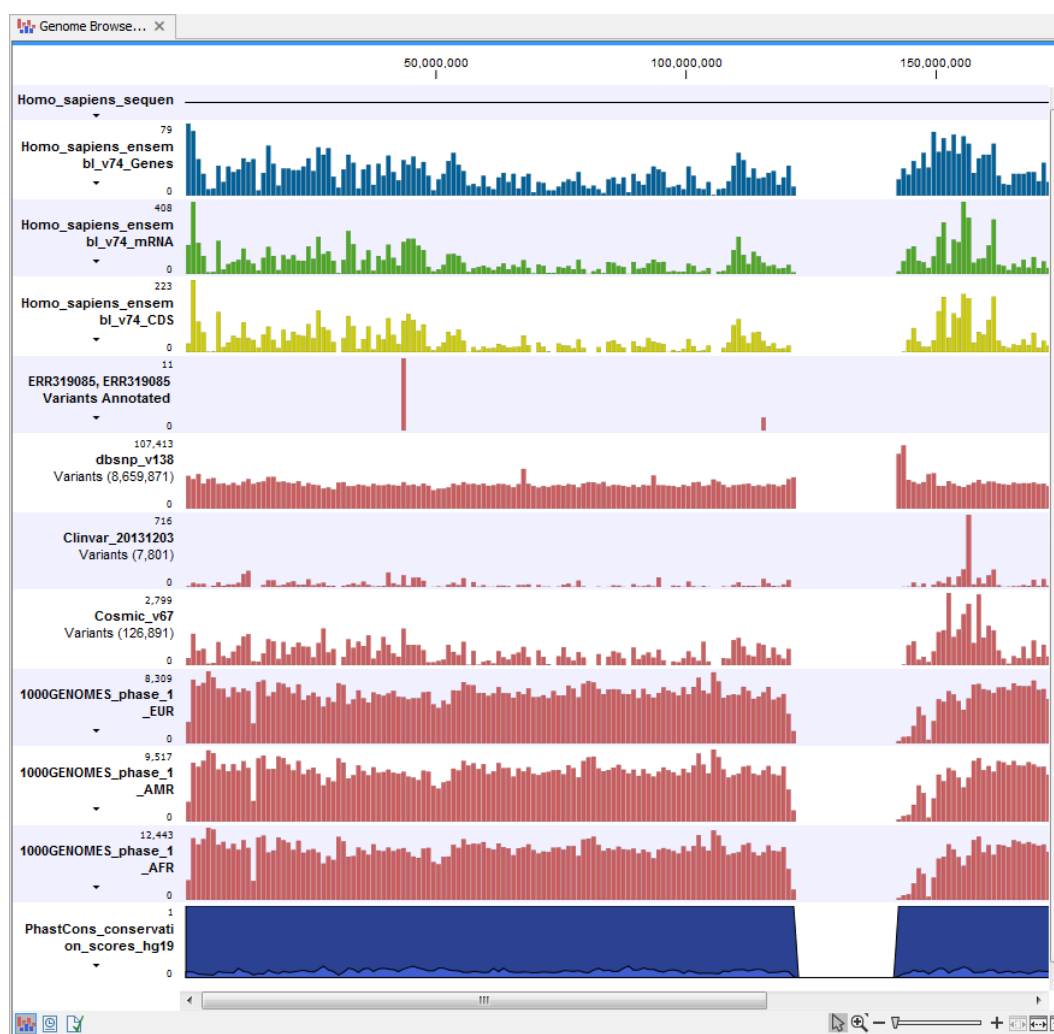 Genome Browse...
50,000,000 100,000,000 150,000,000
Homo_sapiens_sequen
79
Homo_sapiens_ensem
bl_v74_Genes
0
408
Homo_sapiens_ensem
bl_v74_mRNA
0
223
Homo_sapiens_ensem
bl_v74_CDS
0
11
ERR319085, ERR319085
Variants Annotated
0
107,413
dbsnp_v138
Variants (8,659,871)
0
716
Clinvar_20131203
Variants (7,801)
0
2,799
Cosmic_v67
Variants (126,891)
0
8,309
1000GENOMES_phase_1
_EUR
0
9,517
1000GENOMES_phase_1
_AMR
0
12,443
1000GENOMES_phase_1
_AFR
0
1
PhastCons_conservati
on_scores_hg19
0